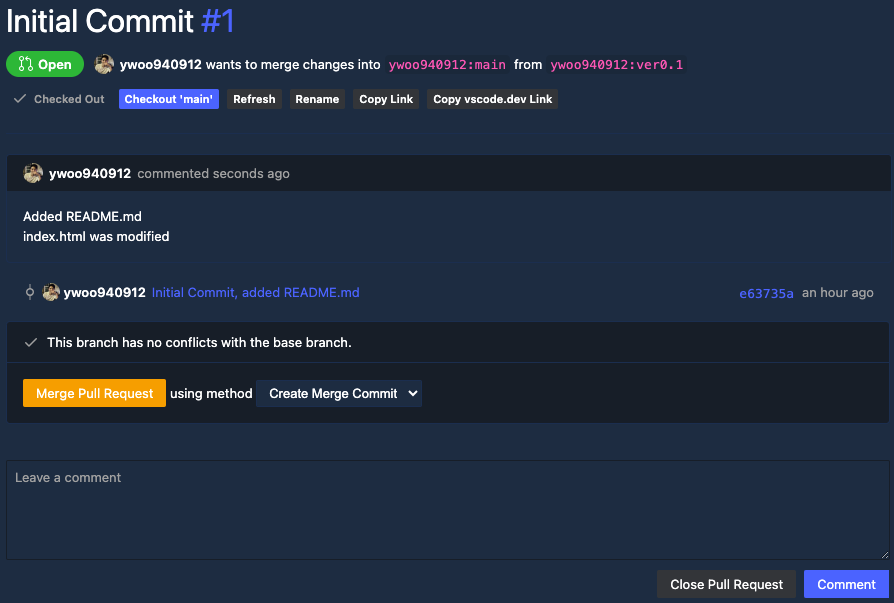 Initial Commit #1
Open ywoo940912 wants to merge changes into ywoo940912:main from ywoo940912:ver0.1
Checked Out Checkout 'main' Refresh Rename Copy Link Copy vscode.dev Link
ywoo940912 commented seconds ago
Added README.md
index.html was modified
ywoo940912 Initial Commit, added README.md e63735a an hour ago
This branch has no conflicts with the base branch.
Merge Pull Request using method Create Merge Commit
Leave a comment
Close Pull Request Comment